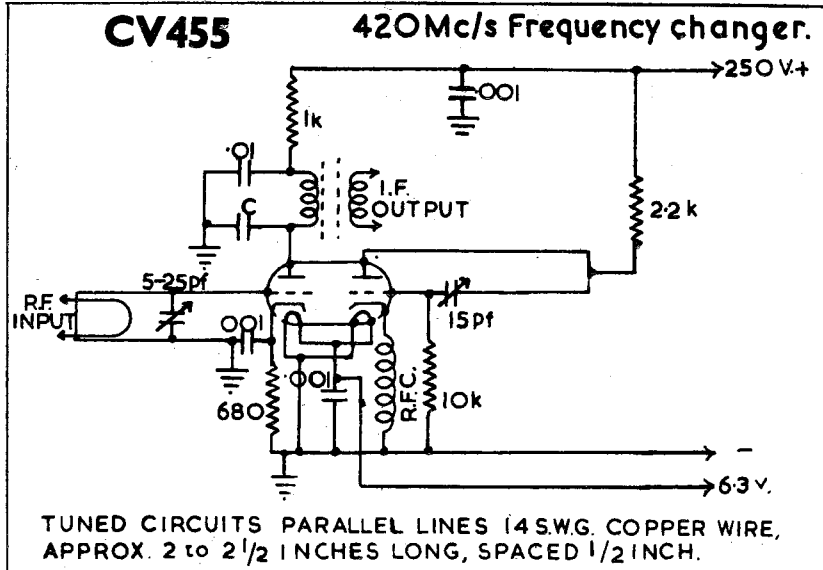 CV455 420Mc/s Frequency changer.
250V.+
.001
1k
.01
C
I.F.
OUTPUT
2.2k
5-25pf
R.F.
INPUT
.001
15pf
.001
680
R.F.C.
10k
-
6.3v.
TUNED CIRCUITS PARALLEL LINES 14 S.W.G. COPPER WIRE,
APPROX. 2 to 2 1/2 INCHES LONG, SPACED 1/2 INCH.